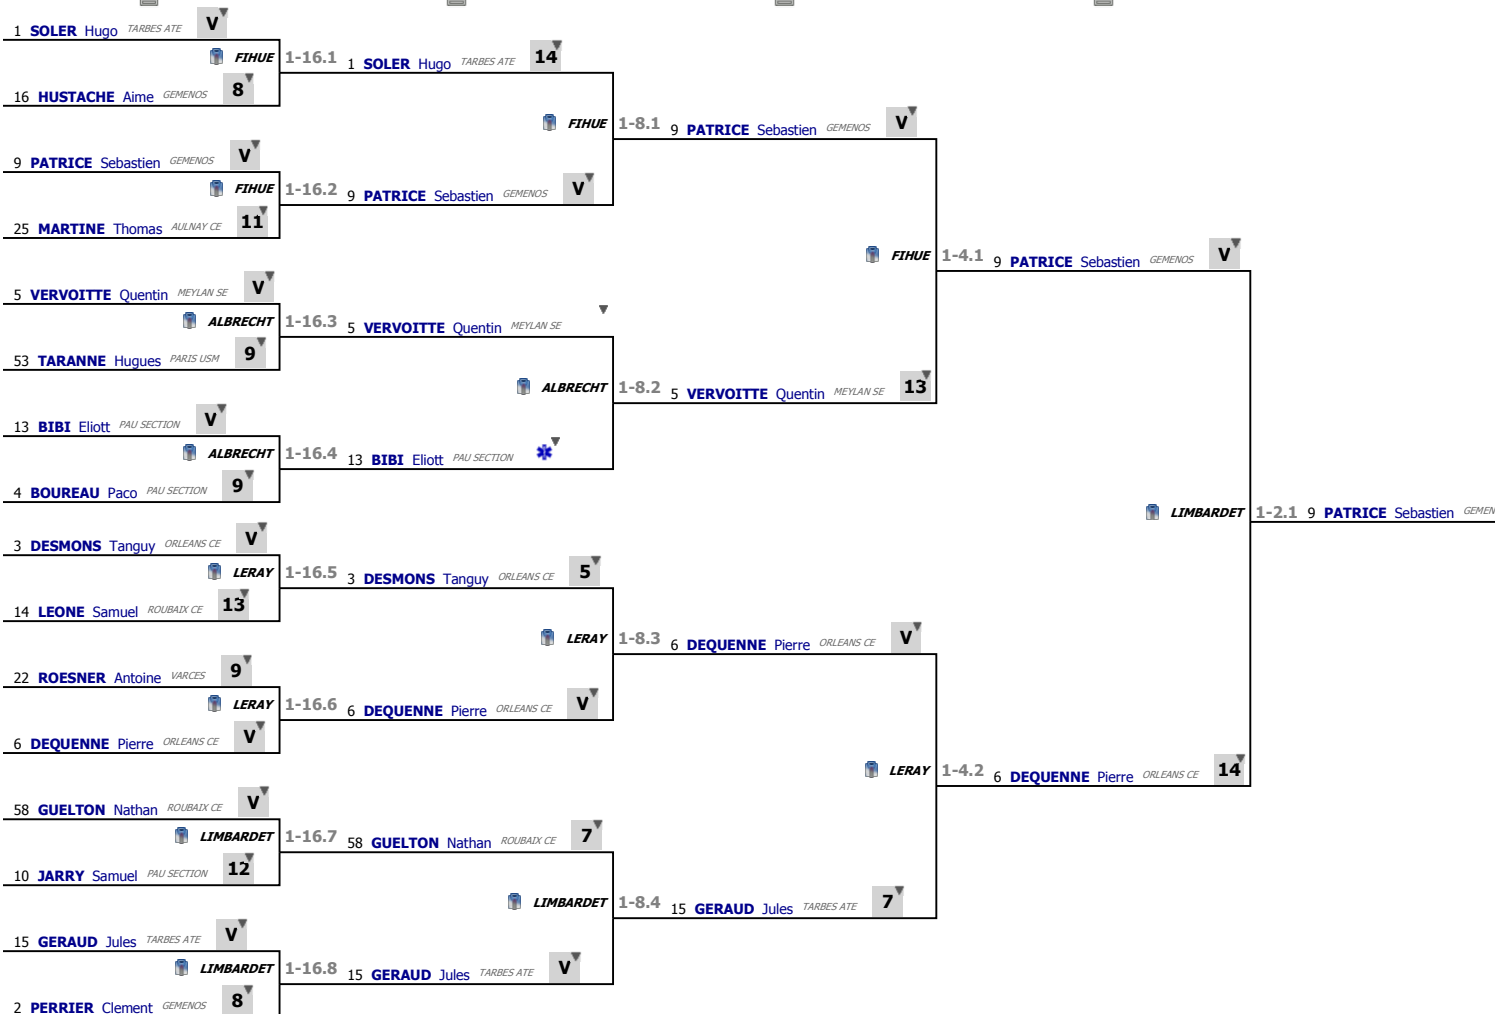 1 SOLER Hugo TARBES ATE V
FIHUE 1-16.1 1 SOLER Hugo TARBES ATE 14
16 HUSTACHE Aime GEMENOS 8
FIHUE 1-8.1 9 PATRICE Sebastien GEMENOS V
9 PATRICE Sebastien GEMENOS V
FIHUE 1-16.2 9 PATRICE Sebastien GEMENOS V
25 MARTINE Thomas AULNAY CE 11
FIHUE 1-4.1 9 PATRICE Sebastien GEMENOS V
5 VERVOITTE Quentin MEYLAN SE V
ALBRECHT 1-16.3 5 VERVOITTE Quentin MEYLAN SE
53 TARANNE Hugues PARIS USM 9
ALBRECHT 1-8.2 5 VERVOITTE Quentin MEYLAN SE 13
13 BIBI Eliott PAU SECTION V
ALBRECHT 1-16.4 13 BIBI Eliott PAU SECTION
4 BOUREAU Paco PAU SECTION 9
LIMBARDET 1-2.1 9 PATRICE Sebastien
3 DESMONS Tanguy ORLEANS CE V
LERAY 1-16.5 3 DESMONS Tanguy ORLEANS CE 5
14 LEONE Samuel ROUBAIX CE 13
LERAY 1-8.3 6 DEQUENNE Pierre ORLEANS CE V
22 ROESNER Antoine VARCES 9
LERAY 1-16.6 6 DEQUENNE Pierre ORLEANS CE V
6 DEQUENNE Pierre ORLEANS CE V
LERAY 1-4.2 6 DEQUENNE Pierre ORLEANS CE 14
58 GUELTON Nathan ROUBAIX CE V
LIMBARDET 1-16.7 58 GUELTON Nathan ROUBAIX CE 7
10 JARRY Samuel PAU SECTION 12
LIMBARDET 1-8.4 15 GERAUD Jules TARBES ATE 7
15 GERAUD Jules TARBES ATE V
LIMBARDET 1-16.8 15 GERAUD Jules TARBES ATE V
2 PERRIER Clement GEMENOS 8